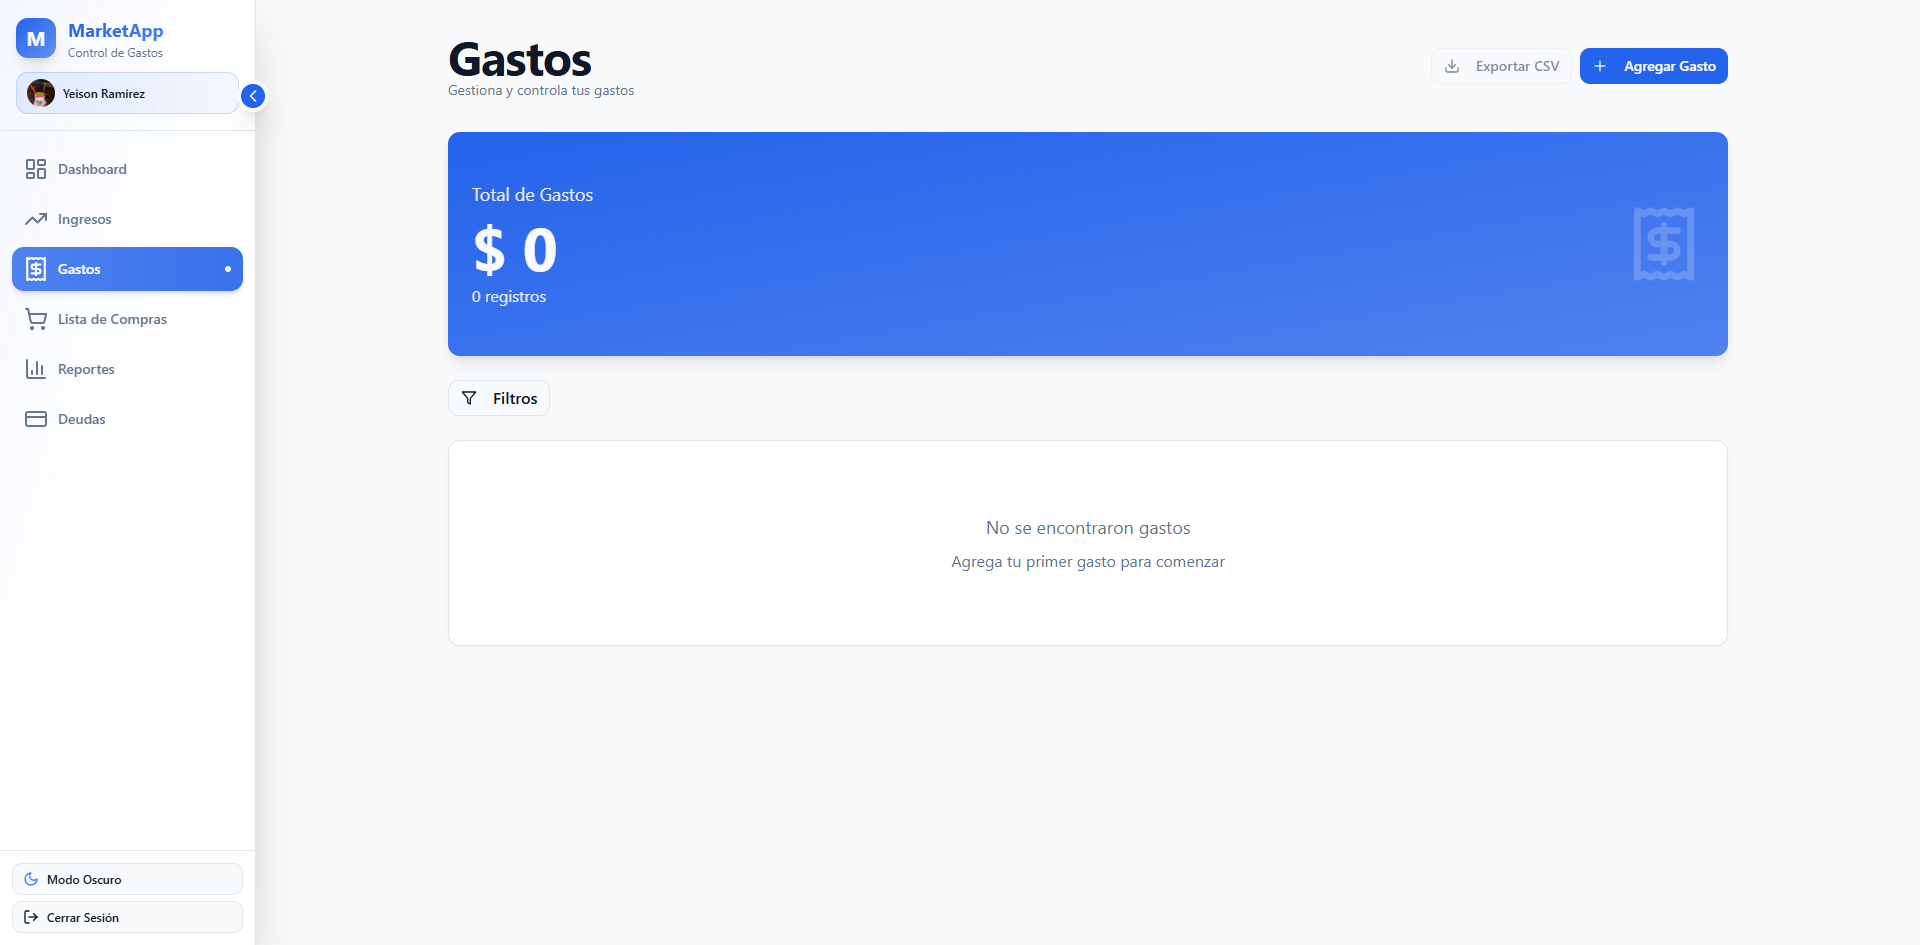 M
MarketApp
Control de Gastos
Yeison Ramirez
Dashboard
Ingresos
Gastos
Lista de Compras
Reportes
Deudas
Modo Oscuro
Cerrar Sesión
Gastos
Gestiona y controla tus gastos
Exportar CSV
Agregar Gasto
Total de Gastos
$ 0
0 registros
Filtros
No se encontraron gastos
Agrega tu primer gasto para comenzar